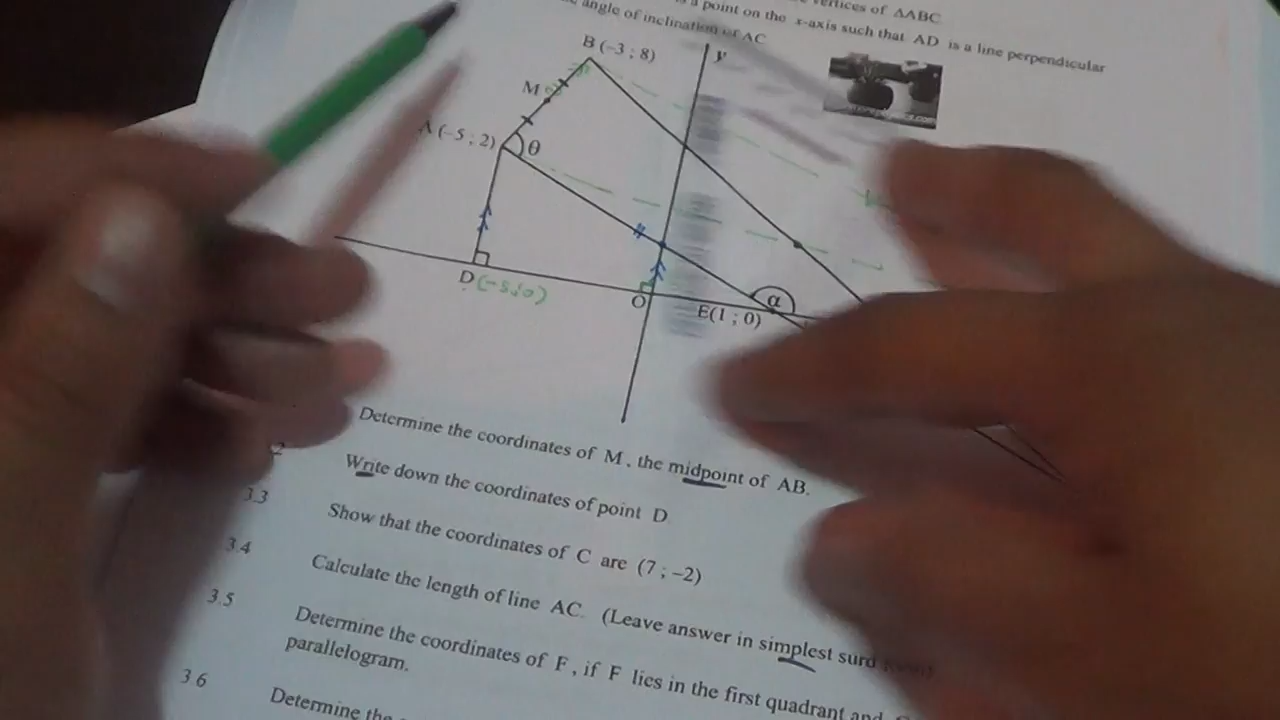 vertices of ΔABC
a point on the x-axis such that AD is a line perpendicular
angle of inclination of AC
B (−3 ; 8)
y
M
A (−5 ; 2)
θ
D
(−5;0)
O
E(1 ; 0)
α
Determine the coordinates of M, the midpoint of AB.
Write down the coordinates of point D
3.3 Show that the coordinates of C are (7 ; −2)
3.4 Calculate the length of line AC. (Leave answer in simplest surd
3.5 Determine the coordinates of F, if F lies in the first quadrant and
parallelogram.
3 6 Determine the